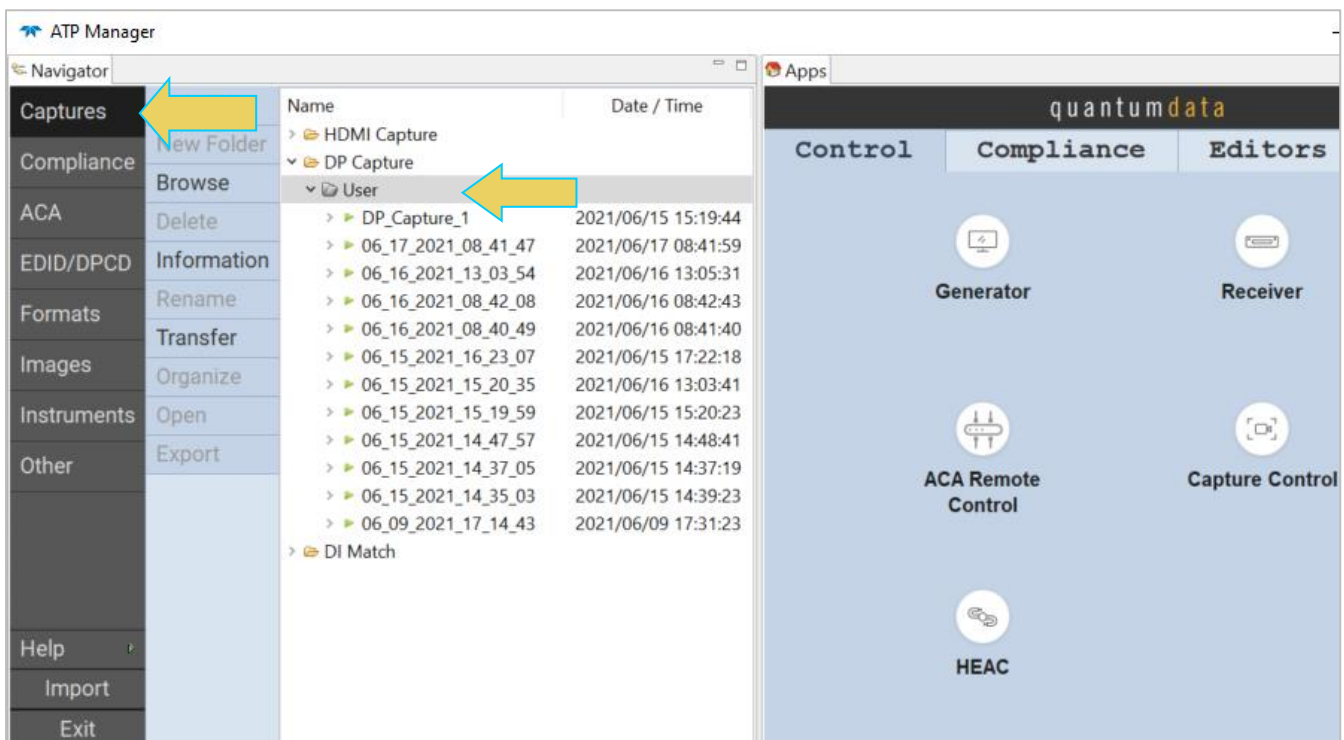 ATP Manager
Navigator
Captures
Compliance
ACA
EDID/DPCD
Formats
Images
Instruments
Other
Help
Import
Exit
New Folder
Browse
Delete
Information
Rename
Transfer
Organize
Open
Export
Name Date / Time
HDMI Capture
DP Capture
User
DP_Capture_1 2021/06/15 15:19:44
06_17_2021_08_41_47 2021/06/17 08:41:59
06_16_2021_13_03_54 2021/06/16 13:05:31
06_16_2021_08_42_08 2021/06/16 08:42:43
06_16_2021_08_40_49 2021/06/16 08:41:40
06_15_2021_16_23_07 2021/06/15 17:22:18
06_15_2021_15_20_35 2021/06/16 13:03:41
06_15_2021_15_19_59 2021/06/15 15:20:23
06_15_2021_14_47_57 2021/06/15 14:48:41
06_15_2021_14_37_05 2021/06/15 14:37:19
06_15_2021_14_35_03 2021/06/15 14:39:23
06_09_2021_17_14_43 2021/06/09 17:31:23
DI Match
Apps
quantumdata
Control Compliance Editors
Generator Receiver
ACA Remote
Control
Capture Control
HEAC